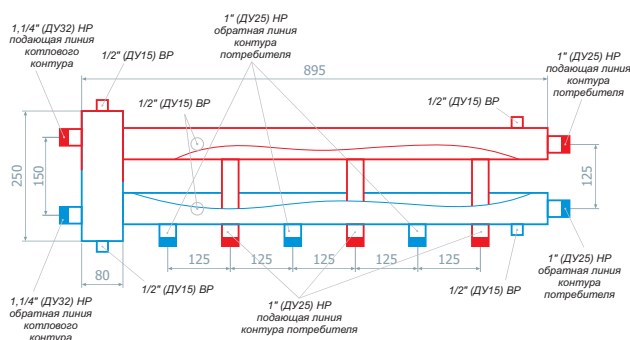 1,1/4" (ДУ32) НР
подающая линия
котлового
контура
1/2" (ДУ15) ВР
1" (ДУ25) НР
обратная линия
контура
потребителя
895
1/2" (ДУ15) ВР
1/2" (ДУ15) ВР
1" (ДУ25) НР
подающая линия
контура
потребителя
250
150
125
125
125
125
125
125
80
1,1/4" (ДУ32) НР
обратная линия
котлового
контура
1/2" (ДУ15) ВР
1" (ДУ25) НР
подающая линия
контура потребителя
1/2" (ДУ15) ВР
1" (ДУ25) НР
обратная линия
контура
потребителя